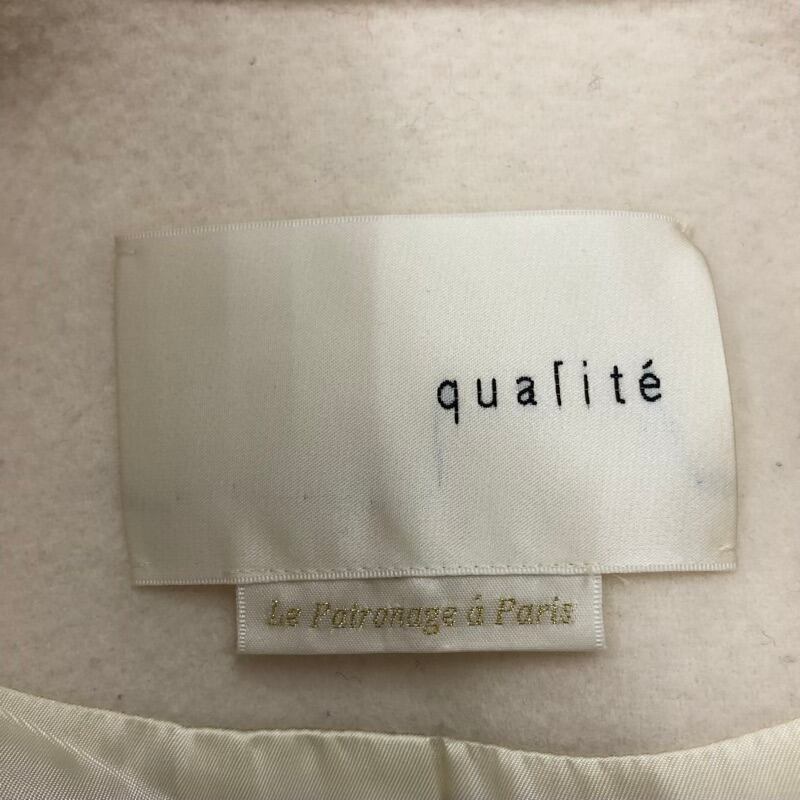 qualité
Le Patronage à Paris